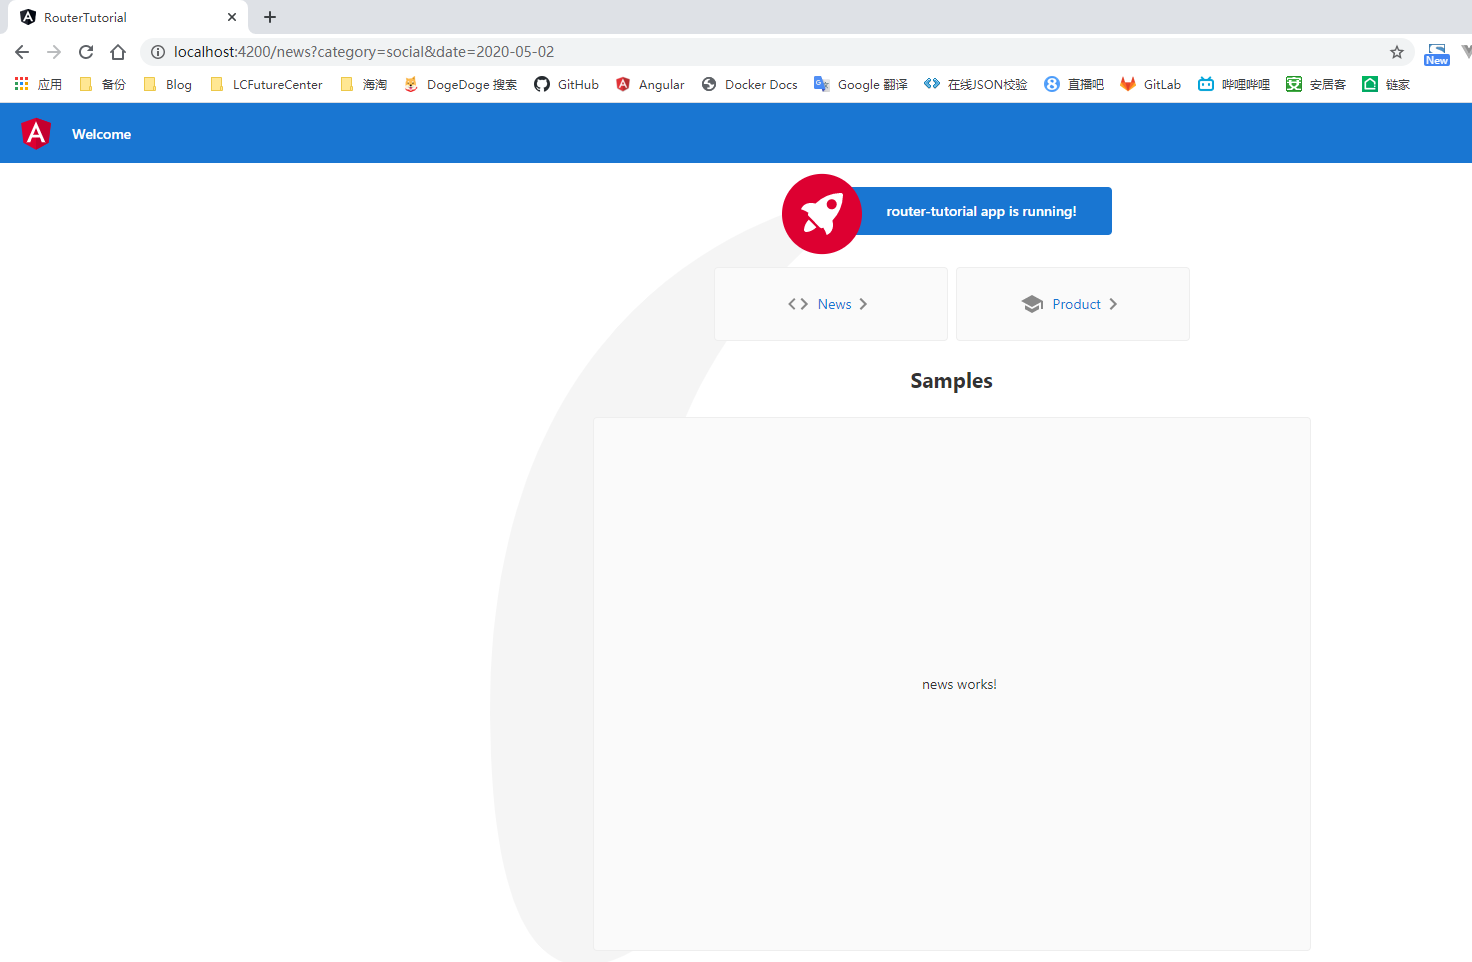 RouterTutorial
localhost:4200/news?category=social&date=2020-05-02
New
应用 备份 Blog LCFutureCenter 海淘 DogeDoge 搜索 GitHub Angular Docker Docs Google 翻译 在线JSON校验 直播吧 GitLab 哔哩哔哩 安居客 链家
Welcome
router-tutorial app is running!
News Product
Samples
news works!